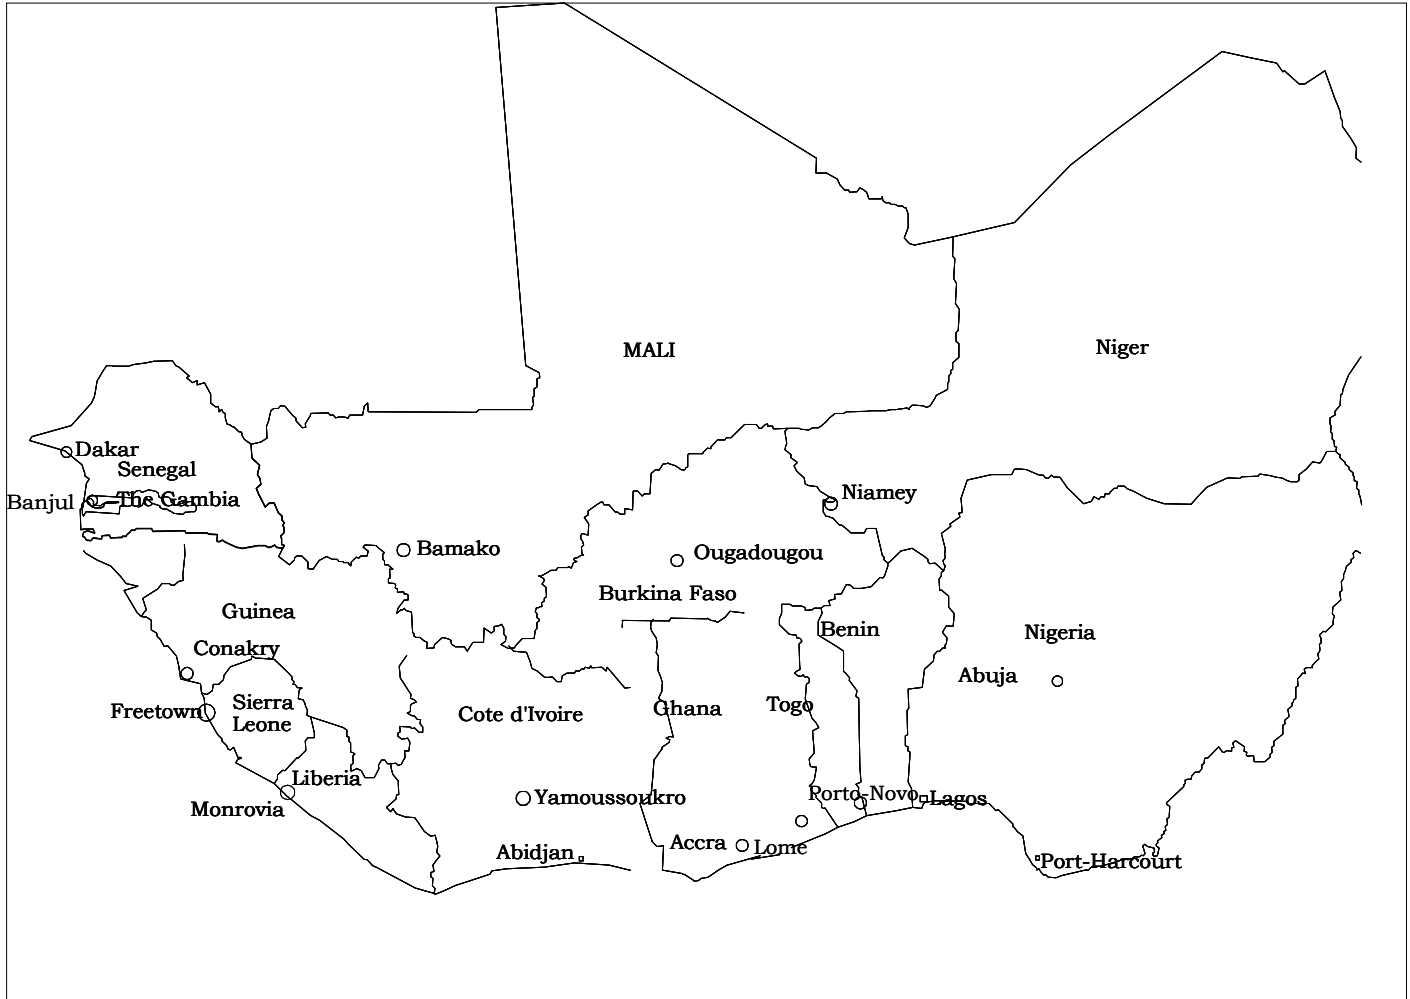 MALI
Niger
Dakar
Senegal
Banjul
The Gambia
Niamey
Bamako
Ougadougou
Burkina Faso
Guinea
Benin
Nigeria
Conakry
Abuja
Sierra
Leone
Freetown
Cote d'Ivoire
Ghana
Togo
Liberia
Monrovia
Yamoussoukro
Porto-Novo
Lagos
Accra
Lome
Abidjan
Port-Harcourt